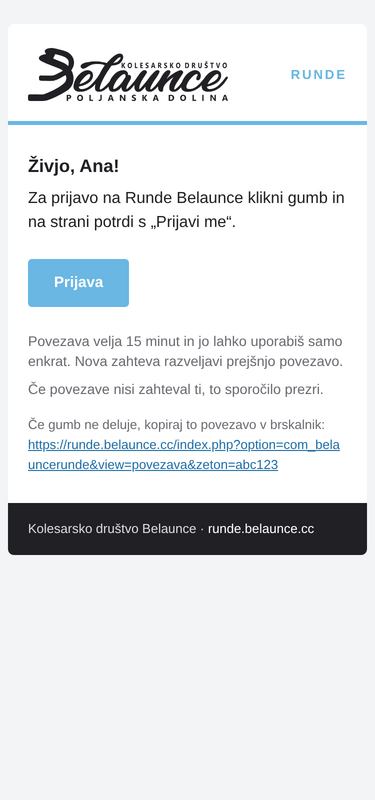 KOLESARSKO DRUŠTVO
Belaunce
POLJANSKA DOLINA
RUNDE
Živjo, Ana!
Za prijavo na Runde Belaunce klikni gumb in
na strani potrdi s „Prijavi me“.
Prijava
Povezava velja 15 minut in jo lahko uporabiš samo
enkrat. Nova zahteva razveljavi prejšnjo povezavo.
Če povezave nisi zahteval ti, to sporočilo prezri.
Če gumb ne deluje, kopiraj to povezavo v brskalnik:
https://runde.belaunce.cc/index.php?option=com_bela
uncerunde&view=povezava&zeton=abc123
Kolesarsko društvo Belaunce · runde.belaunce.cc